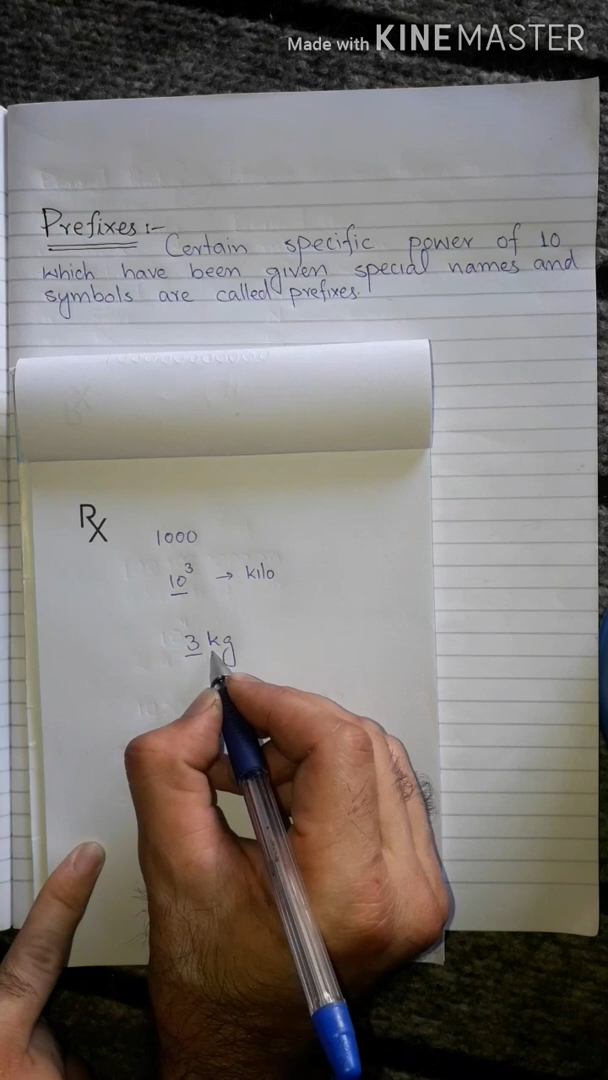 Made with KINEMASTER
Prefixes :-
Certain specific power of 10
which have been given special names and
symbols are called prefixes.
Rx
1000
10³ → kilo
3 kg